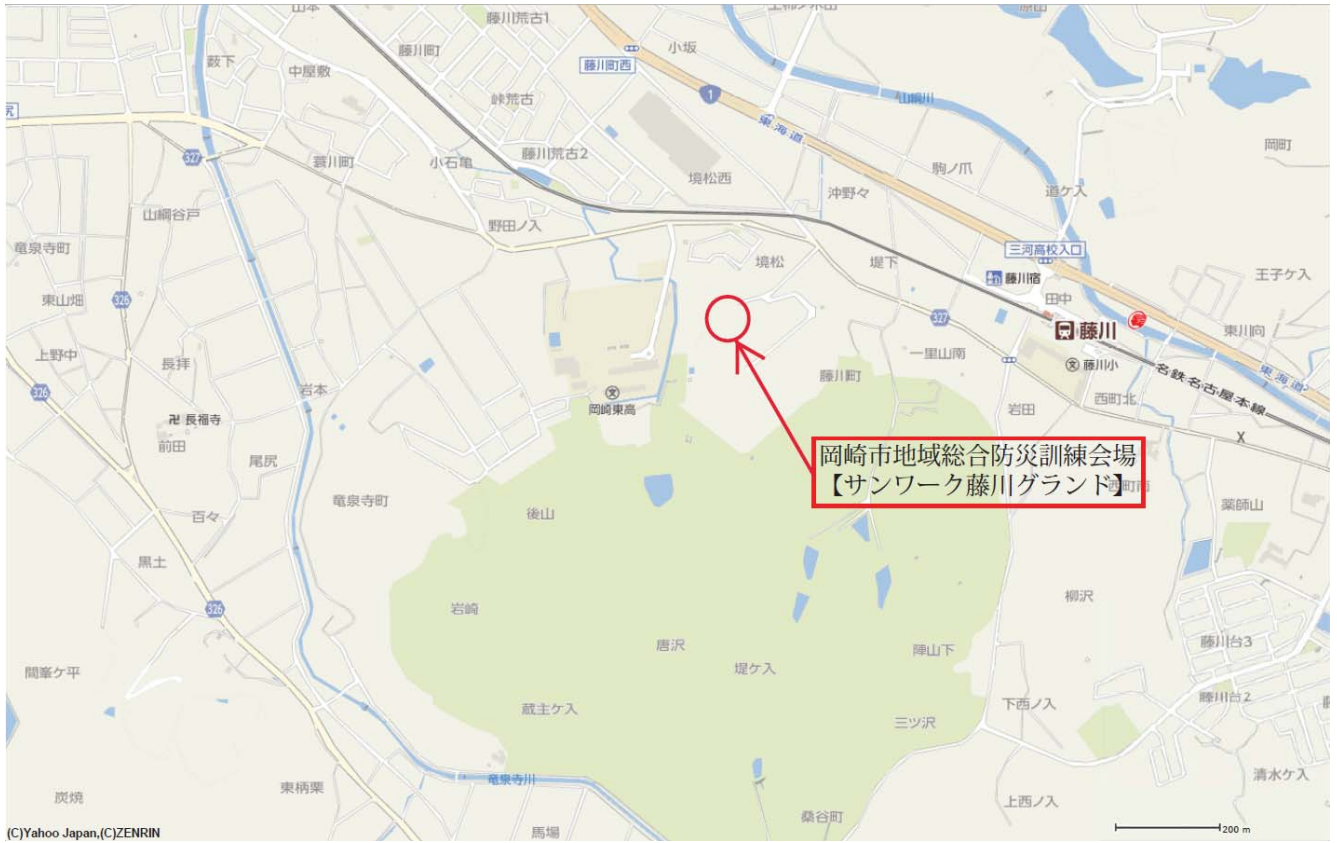 山本
藤川荒古1
藪下
中屋敷
藤川町
藤川町西
小坂
峠荒古
1
山綱川
東海道
尻
327
蓑川町
小石亀
藤川荒古2
境松西
駒ノ爪
岡町
沖野々
道ケ入
山綱谷戸
野田ノ入
竜泉寺町
境松
堤下
三河高校入口
藤川宿
王子ケ入
東山畑
326
田中
327
藤川
東川向
上野中
長拝
一里山南
藤川小
東海道
326
岩本
藤川町
名鉄名古屋本線
岡崎東高
岩田
西町北
長福寺
前田
岡崎市地域総合防災訓練会場
【サンワーク藤川グランド】
尾尻
西町南
竜泉寺町
後山
薬師山
百々
黒土
岩崎
柳沢
326
唐沢
陣山下
藤川台3
間峯ケ平
堤ケ入
蔵主ケ入
下西ノ入
藤川台2
三ツ沢
竜泉寺川
清水ケ入
東柄栗
炭焼
上西ノ入
桑谷町
馬場
(C)Yahoo Japan,(C)ZENRIN
200 m